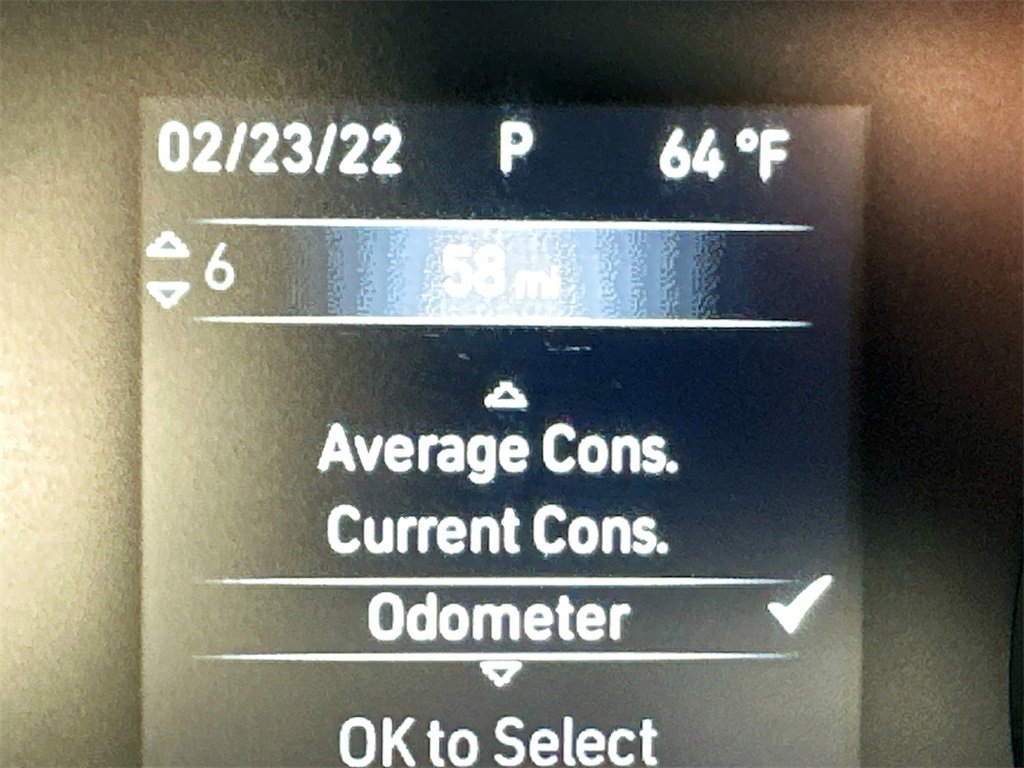 02/23/22 P 64 °F
6 58 mi
Average Cons.
Current Cons.
Odometer
OK to Select